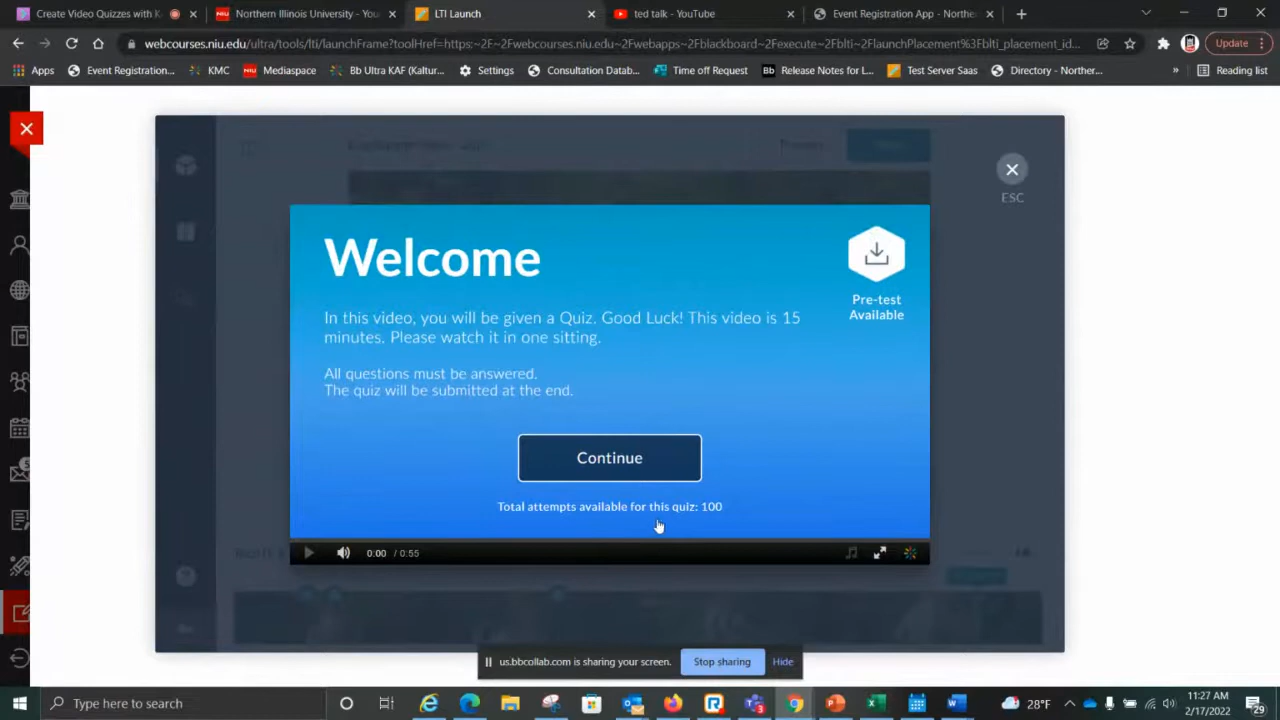 Create Video Quizzes with K
Northern Illinois University - You
LTI Launch
ted talk - YouTube
Event Registration App - Northe
webcourses.niu.edu/ultra/tools/lti/launchFrame?toolHref=https:~2F~2Fwebcourses.niu.edu~2Fwebapps~2Fblackboard~2Fexecute~2Fblti~2FlaunchPlacement%3Fblti_placement_id...
Update
Apps
Event Registration...
KMC
NIU
Mediaspace
Bb Ultra KAF (Kaltur...
Settings
Consultation Datab...
Time off Request
Bb
Release Notes for L...
Test Server Saas
Directory - Norther...
»
Reading list
ESC
Welcome
Pre-test
Available
In this video, you will be given a Quiz. Good Luck! This video is 15
minutes. Please watch it in one sitting.
All questions must be answered.
The quiz will be submitted at the end.
Continue
Total attempts available for this quiz: 100
0:00 / 0:55
us.bbcollab.com is sharing your screen.
Stop sharing
Hide
Type here to search
28°F
11:27 AM
2/17/2022
29